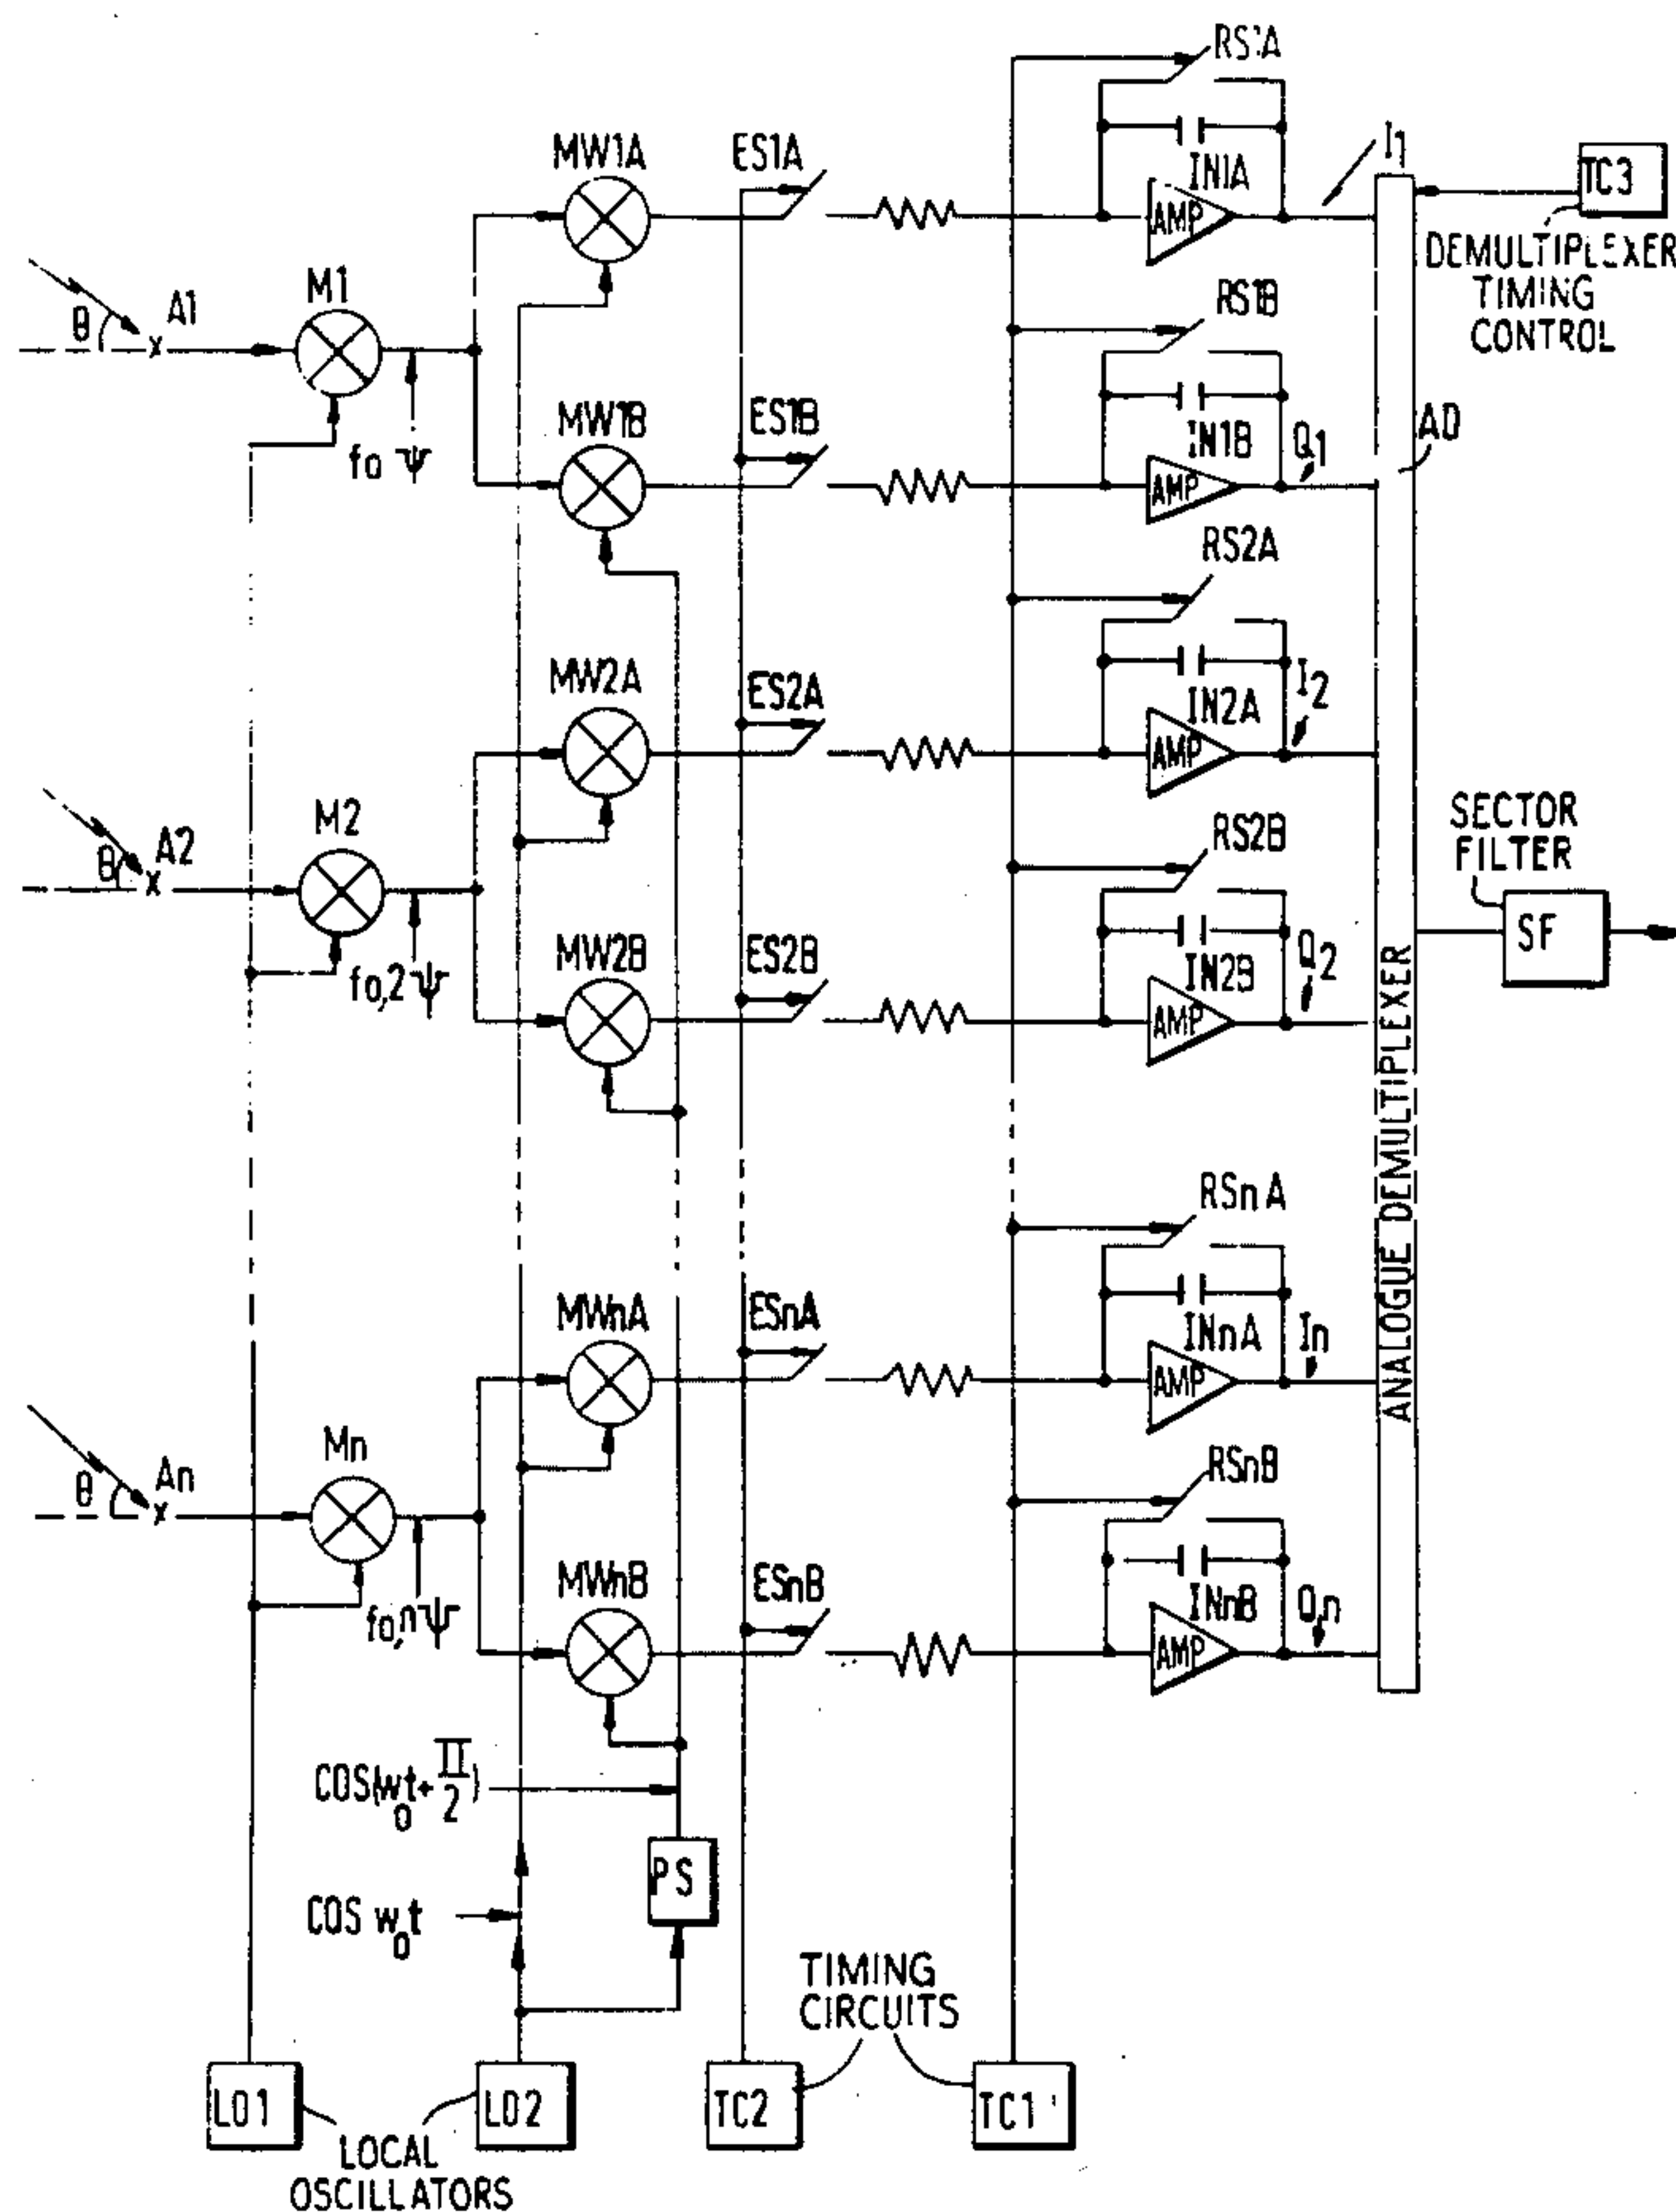 RS1A
MW1A
ES1A
IN1A
I1
TC3
AMP
DEMULTIPLEXER
TIMING
CONTROL
θ
A1
M1
RS1B
MW1B
ES1B
IN1B
Q1
AD
fo ψ
AMP
RS2A
MW2A
ES2A
IN2A
I2
AMP
θ
A2
M2
RS2B
SECTOR
FILTER
SF
MW2B
ES2B
IN2B
Q2
fo,2ψ
AMP
ANALOGUE DEMULTIPLEXER
RSnA
MWnA
ESnA
INnA
In
AMP
θ
An
Mn
RSnB
MWnB
ESnB
INnB
Qn
fo,nψ
AMP
COS(wot+π/2)
PS
COS wot
TIMING
CIRCUITS
LO1
LO2
TC2
TC1
LOCAL
OSCILLATORS